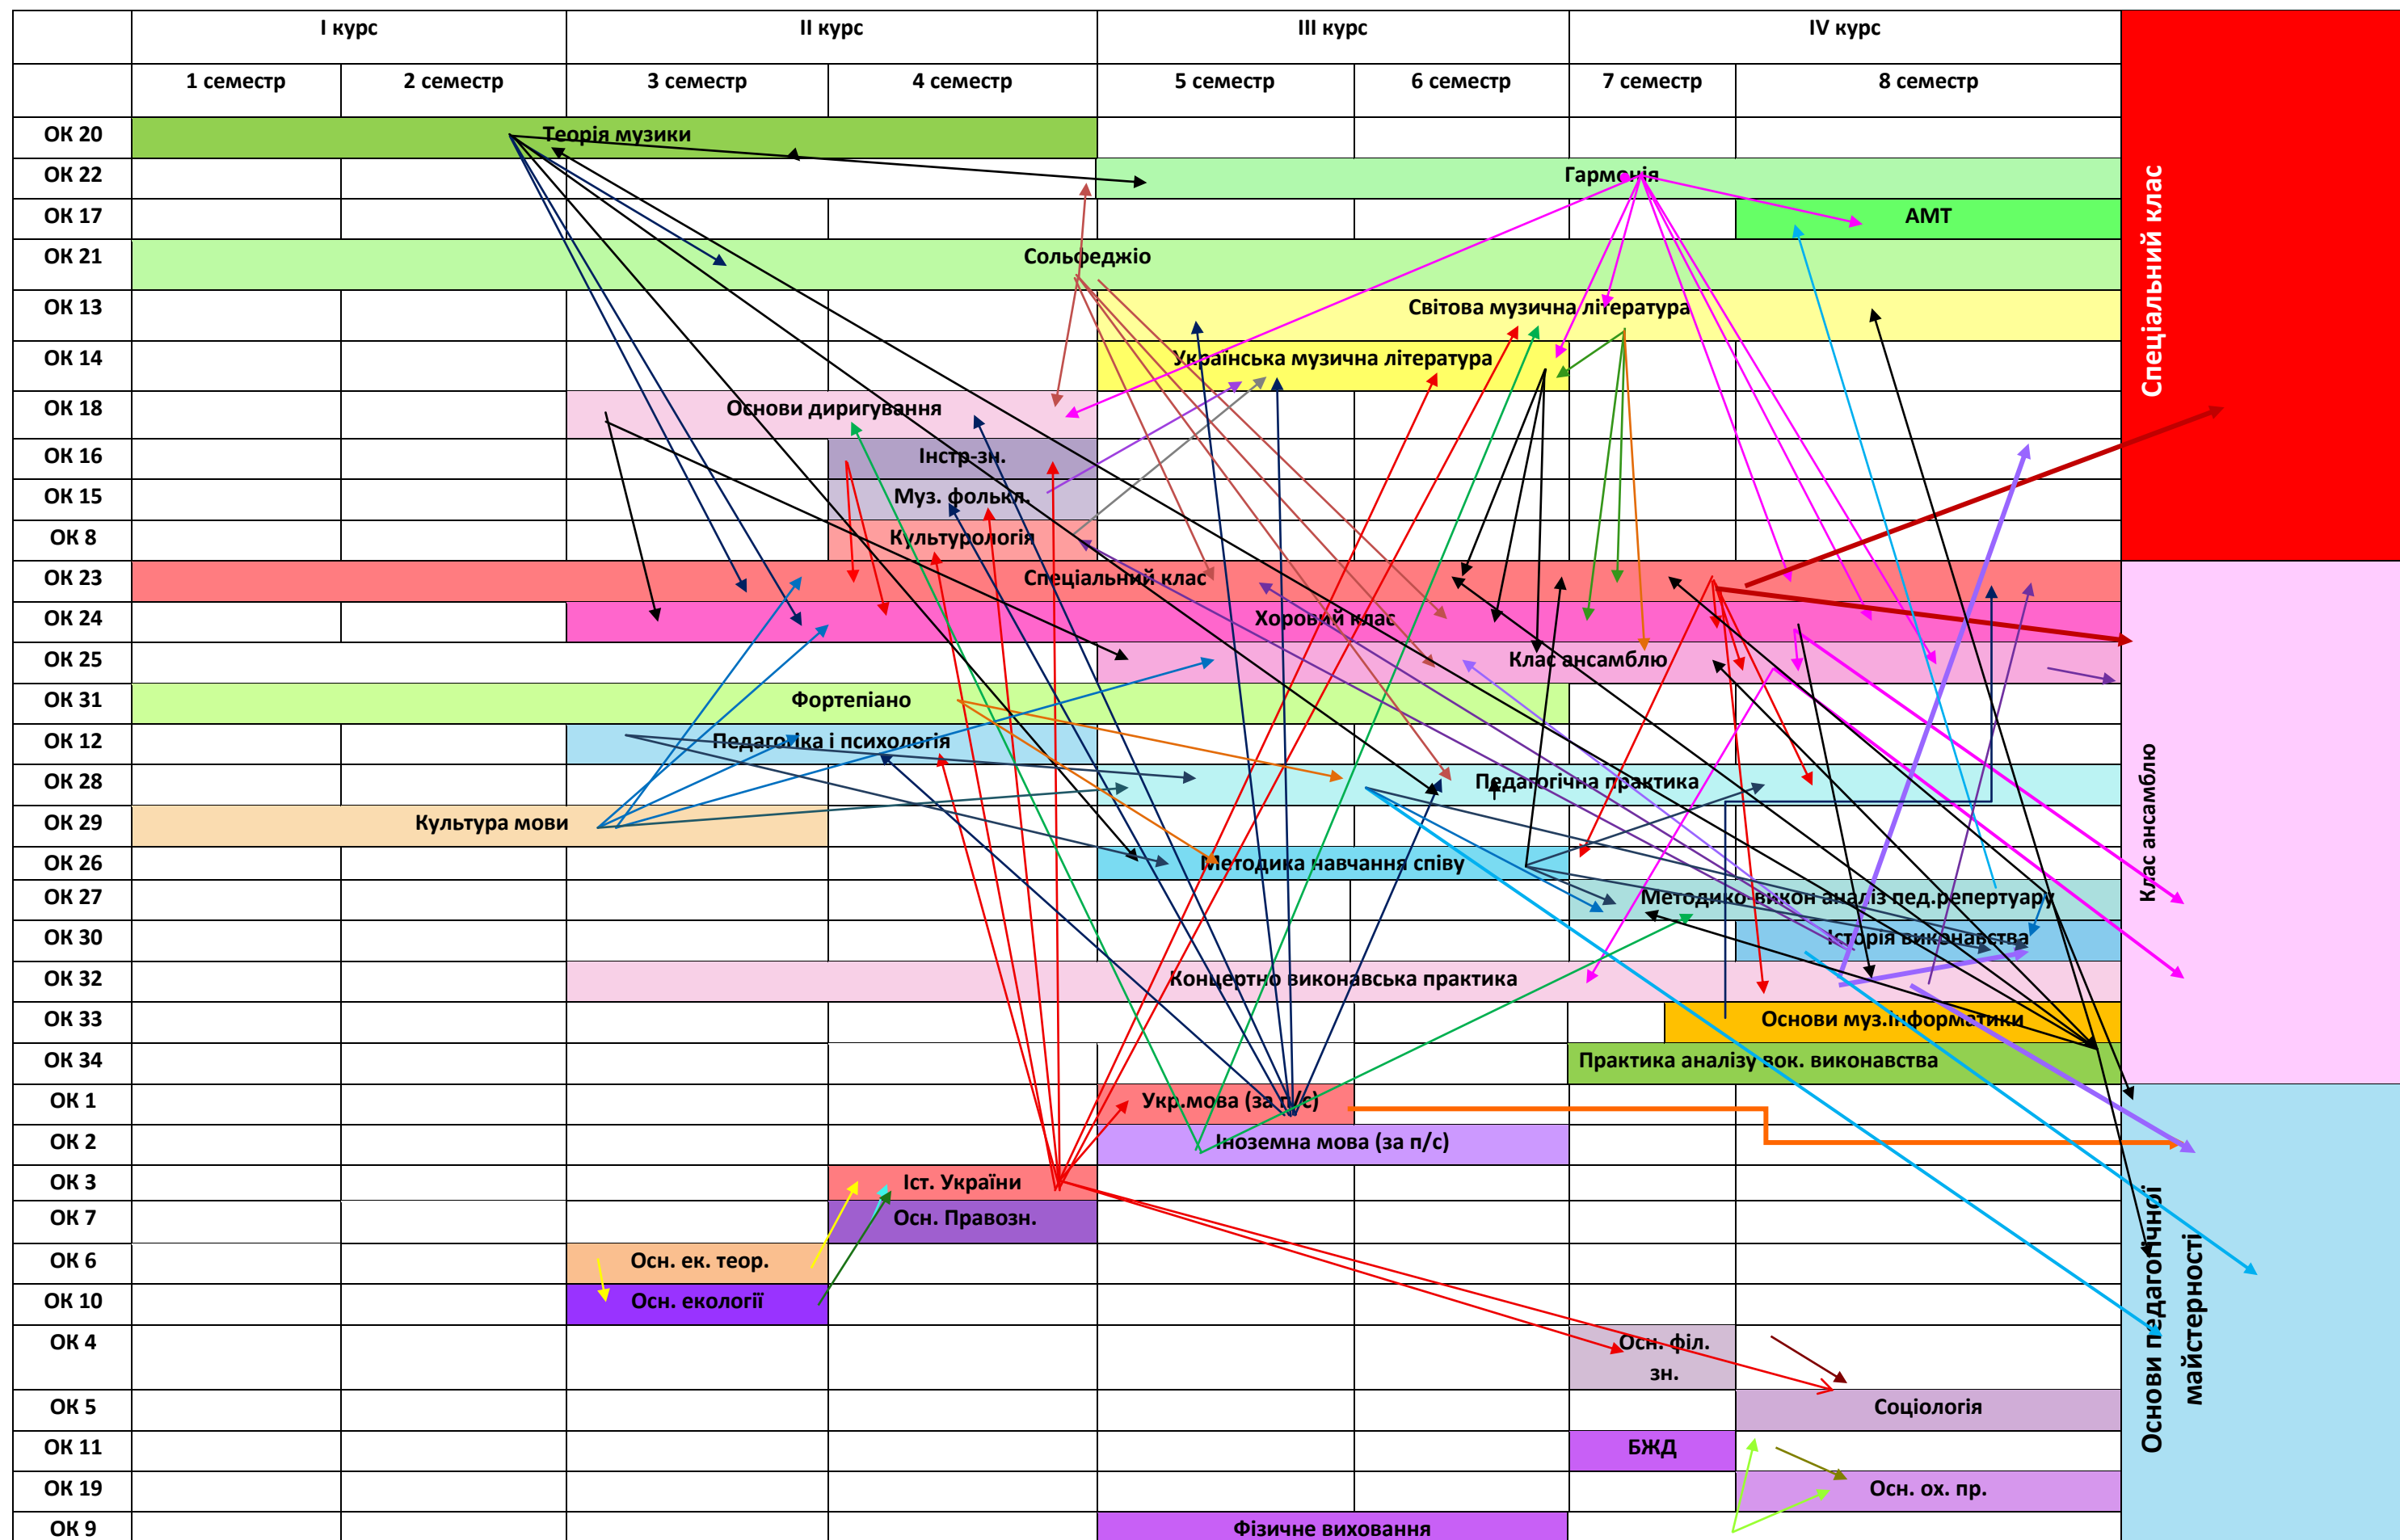 І курс
ІІ курс
ІІІ курс
IV курс
1 семестр
2 семестр
3 семестр
4 семестр
5 семестр
6 семестр
7 семестр
8 семестр
ОК 20
Теорія музики
ОК 22
Гармонія
ОК 17
АМТ
ОК 21
Сольфеджіо
ОК 13
Світова музична література
ОК 14
Українська музична література
ОК 18
Основи диригування
ОК 16
Інстр-зн.
ОК 15
Муз. фолькл.
ОК 8
Культурологія
Спеціальний клас
ОК 23
Спеціальний клас
ОК 24
Хоровий клас
ОК 25
Клас ансамблю
ОК 31
Фортепіано
ОК 12
Педагогіка і психологія
ОК 28
Педагогічна практика
ОК 29
Культура мови
ОК 26
Методика навчання співу
ОК 27
Методико-викон аналіз пед.репертуару
ОК 30
Історія виконавства
ОК 32
Концертно виконавська практика
ОК 33
Основи муз.інформатики
ОК 34
Практика аналізу вок. виконавства
Клас ансамблю
ОК 1
Укр.мова (за п/с)
ОК 2
Іноземна мова (за п/с)
ОК 3
Іст. України
ОК 7
Осн. Правозн.
ОК 6
Осн. ек. теор.
ОК 10
Осн. екології
ОК 4
Осн. філ.
зн.
ОК 5
Соціологія
ОК 11
БЖД
ОК 19
Осн. ох. пр.
ОК 9
Фізичне виховання
Основи педагогічної
майстерності